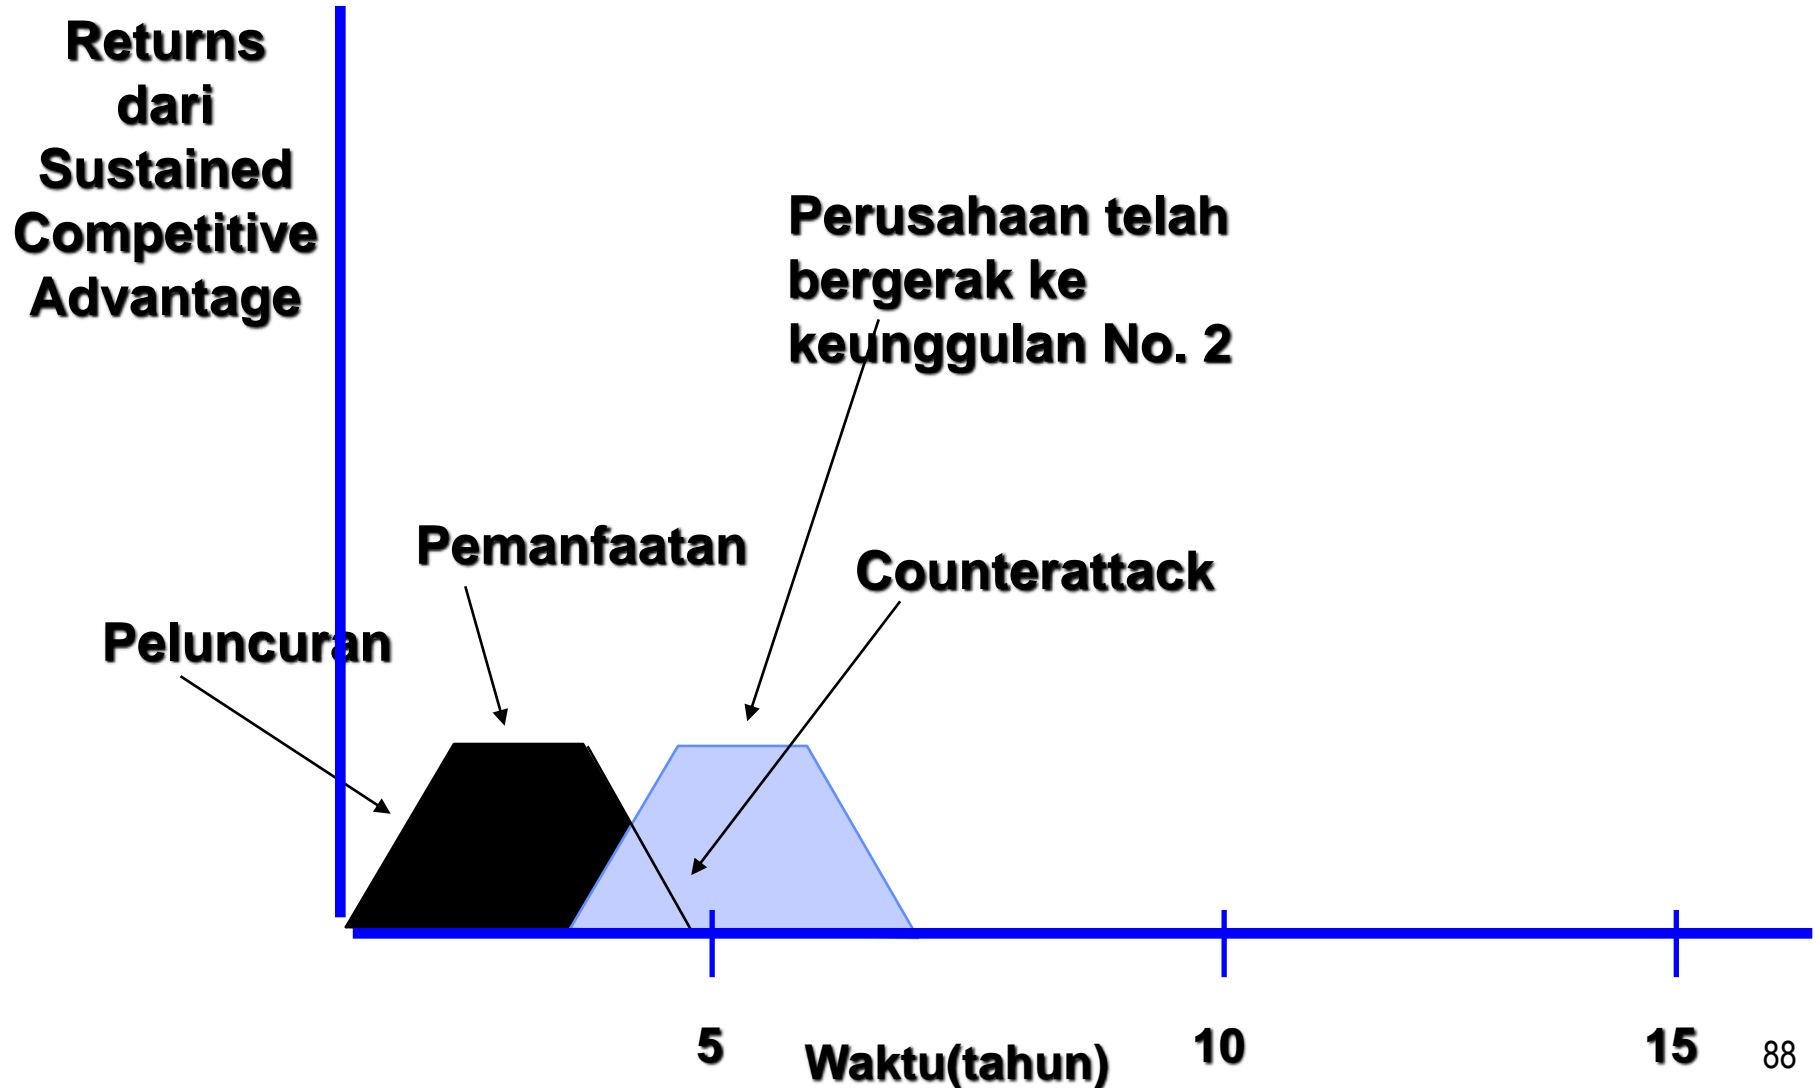 Returns
dari
Sustained
Competitive
Advantage
Perusahaan telah
bergerak ke
keunggulan No. 2
Pemanfaatan
Counterattack
Peluncuran
5
10
15
Waktu(tahun)
88